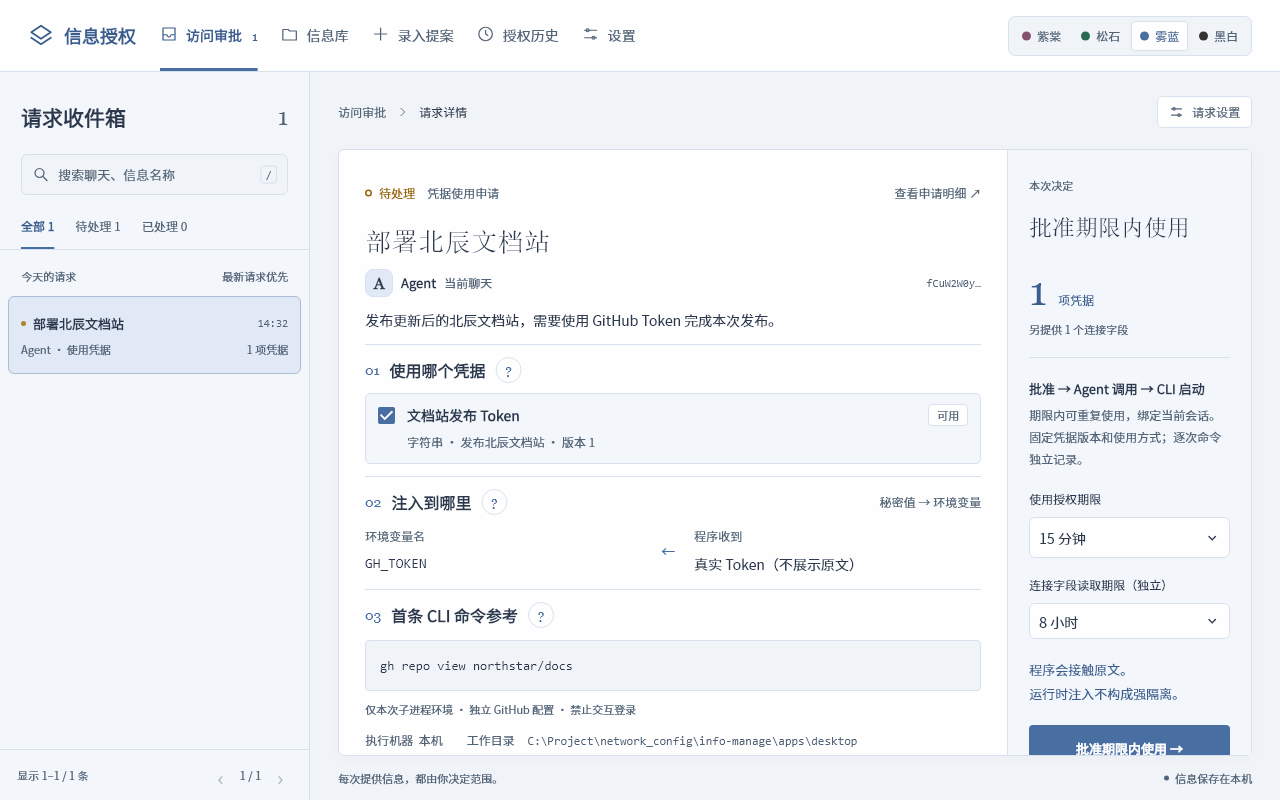 信息授权
访问审批 1
信息库
录入提案
授权历史
设置
紫棠
松石
雾蓝
黑白
请求收件箱
1
搜索聊天、信息名称
/
全部 1
待处理 1
已处理 0
今天的请求
最新请求优先
部署北辰文档站
14:32
Agent · 使用凭据
1 项凭据
显示 1–1 / 1 条
‹ 1 / 1 ›
访问审批 > 请求详情
请求设置
待处理 凭据使用申请
查看申请明细 ↗
部署北辰文档站
A Agent 当前聊天
fCuW2W0y…
发布更新后的北辰文档站，需要使用 GitHub Token 完成本次发布。
01 使用哪个凭据 ?
文档站发布 Token
可用
字符串 · 发布北辰文档站 · 版本 1
02 注入到哪里 ?
秘密值 → 环境变量
环境变量名
GH_TOKEN
←
程序收到
真实 Token（不展示原文）
03 首条 CLI 命令参考 ?
gh repo view northstar/docs
仅本次子进程环境 · 独立 GitHub 配置 · 禁止交互登录
执行机器 本机 工作目录 C:\Project\network_config\info-manage\apps\desktop
本次决定
批准期限内使用
1 项凭据
另提供 1 个连接字段
批准 → Agent 调用 → CLI 启动
期限内可重复使用，绑定当前会话。
固定凭据版本和使用方式；逐次命令
独立记录。
使用授权期限
15 分钟
连接字段读取期限（独立）
8 小时
程序会接触原文。
运行时注入不构成强隔离。
批准期限内使用 →
每次提供信息，都由你决定范围。
信息保存在本机